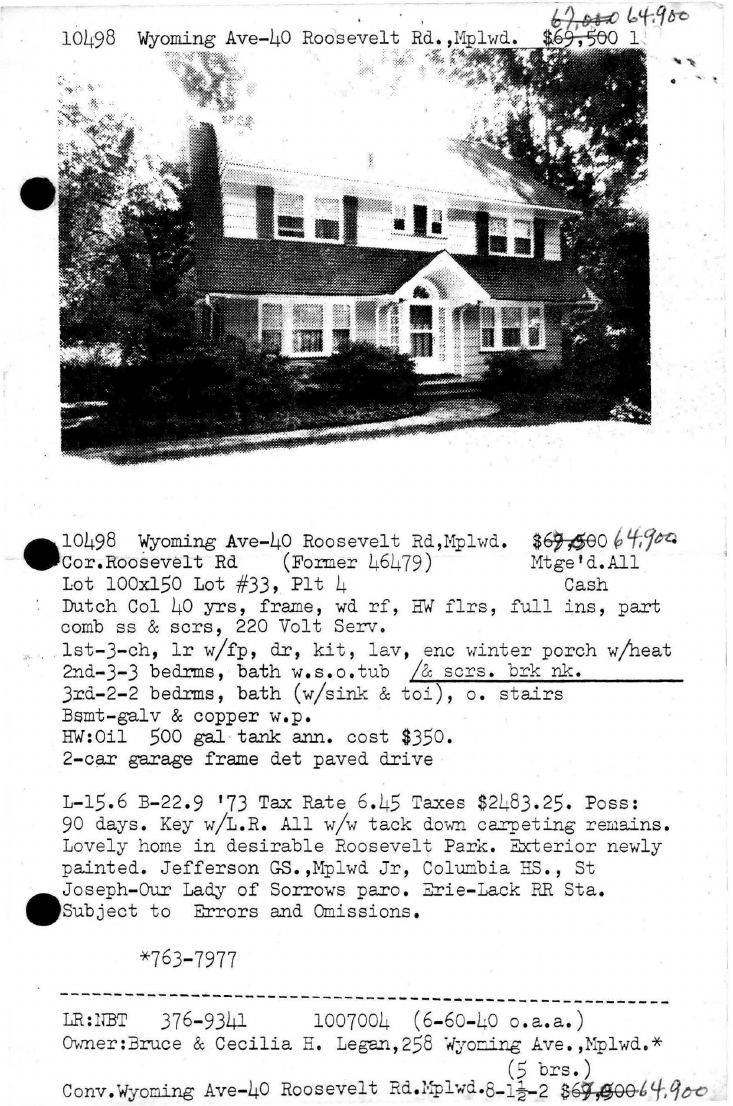 67,000 64,900
10498 Wyoming Ave-40 Roosevelt Rd.,Mplwd. $69,500 1
10498 Wyoming Ave-40 Roosevelt Rd,Mplwd. $69,500 64,900
Cor.Roosevelt Rd (Former 46479) Mtge'd.All
Lot 100x150 Lot #33, Plt 4 Cash
Dutch Col 40 yrs, frame, wd rf, HW flrs, full ins, part
comb ss & scrs, 220 Volt Serv.
1st-3-ch, lr w/fp, dr, kit, lav, enc winter porch w/heat
2nd-3-3 bedrms, bath w.s.o.tub /& scrs. brk nk.
3rd-2-2 bedrms, bath (w/sink & toi), o. stairs
Bsmt-galv & copper w.p.
HW:Oil 500 gal tank ann. cost $350.
2-car garage frame det paved drive
L-15.6 B-22.9 '73 Tax Rate 6.45 Taxes $2483.25. Poss:
90 days. Key w/L.R. All w/w tack down carpeting remains.
Lovely home in desirable Roosevelt Park. Exterior newly
painted. Jefferson GS.,Mplwd Jr, Columbia HS., St
Joseph-Our Lady of Sorrows paro. Erie-Lack RR Sta.
Subject to Errors and Omissions.
*763-7977
LR:NBT 376-9341 1007004 (6-60-40 o.a.a.)
Owner:Bruce & Cecilia H. Legan,258 Wyoming Ave.,Mplwd.*
(5 brs.)
Conv.Wyoming Ave-40 Roosevelt Rd.Mplwd.8-1½-2 $69,500 64,900